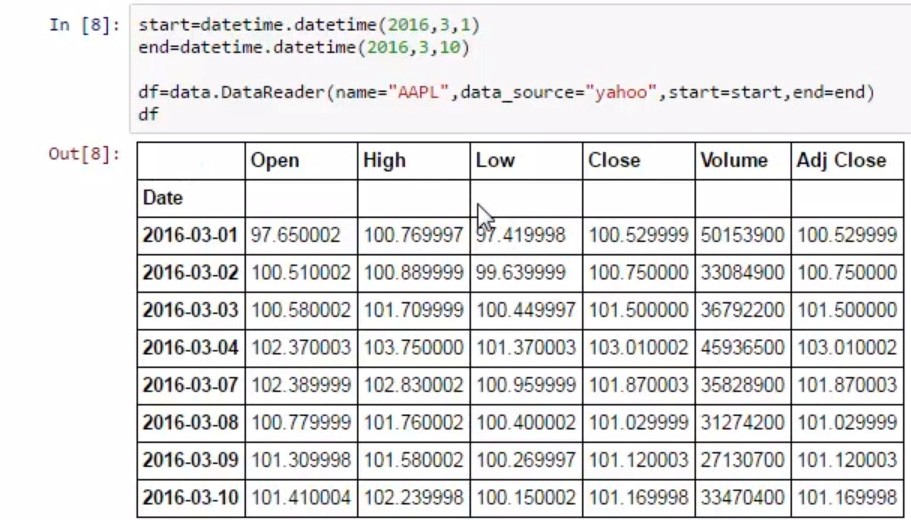 In [8]: start=datetime.datetime(2016,3,1)
end=datetime.datetime(2016,3,10)
df=data.DataReader(name="AAPL",data_source="yahoo",start=start,end=end)
df
Out[8]: Open High Low Close Volume Adj Close
Date
2016-03-01 97.650002 100.769997 97.419998 100.529999 50153900 100.529999
2016-03-02 100.510002 100.889999 99.639999 100.750000 33084900 100.750000
2016-03-03 100.580002 101.709999 100.449997 101.500000 36792200 101.500000
2016-03-04 102.370003 103.750000 101.370003 103.010002 45936500 103.010002
2016-03-07 102.389999 102.830002 100.959999 101.870003 35828900 101.870003
2016-03-08 100.779999 101.760002 100.400002 101.029999 31274200 101.029999
2016-03-09 101.309998 101.580002 100.269997 101.120003 27130700 101.120003
2016-03-10 101.410004 102.239998 100.150002 101.169998 33470400 101.169998